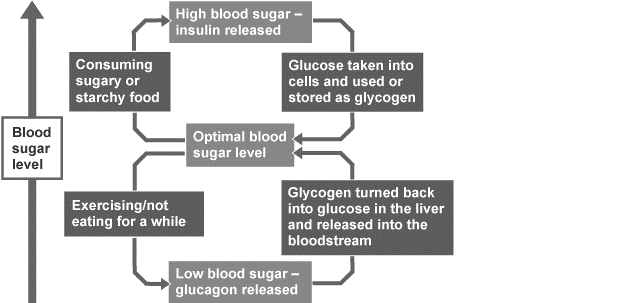 High blood sugar –
insulin released
Consuming
sugary or
starchy food
Glucose taken into
cells and used or
stored as glycogen
Blood
sugar
level
Optimal blood
sugar level
Exercising/not
eating for a while
Glycogen turned back
into glucose in the liver
and released into the
bloodstream
Low blood sugar –
glucagon released